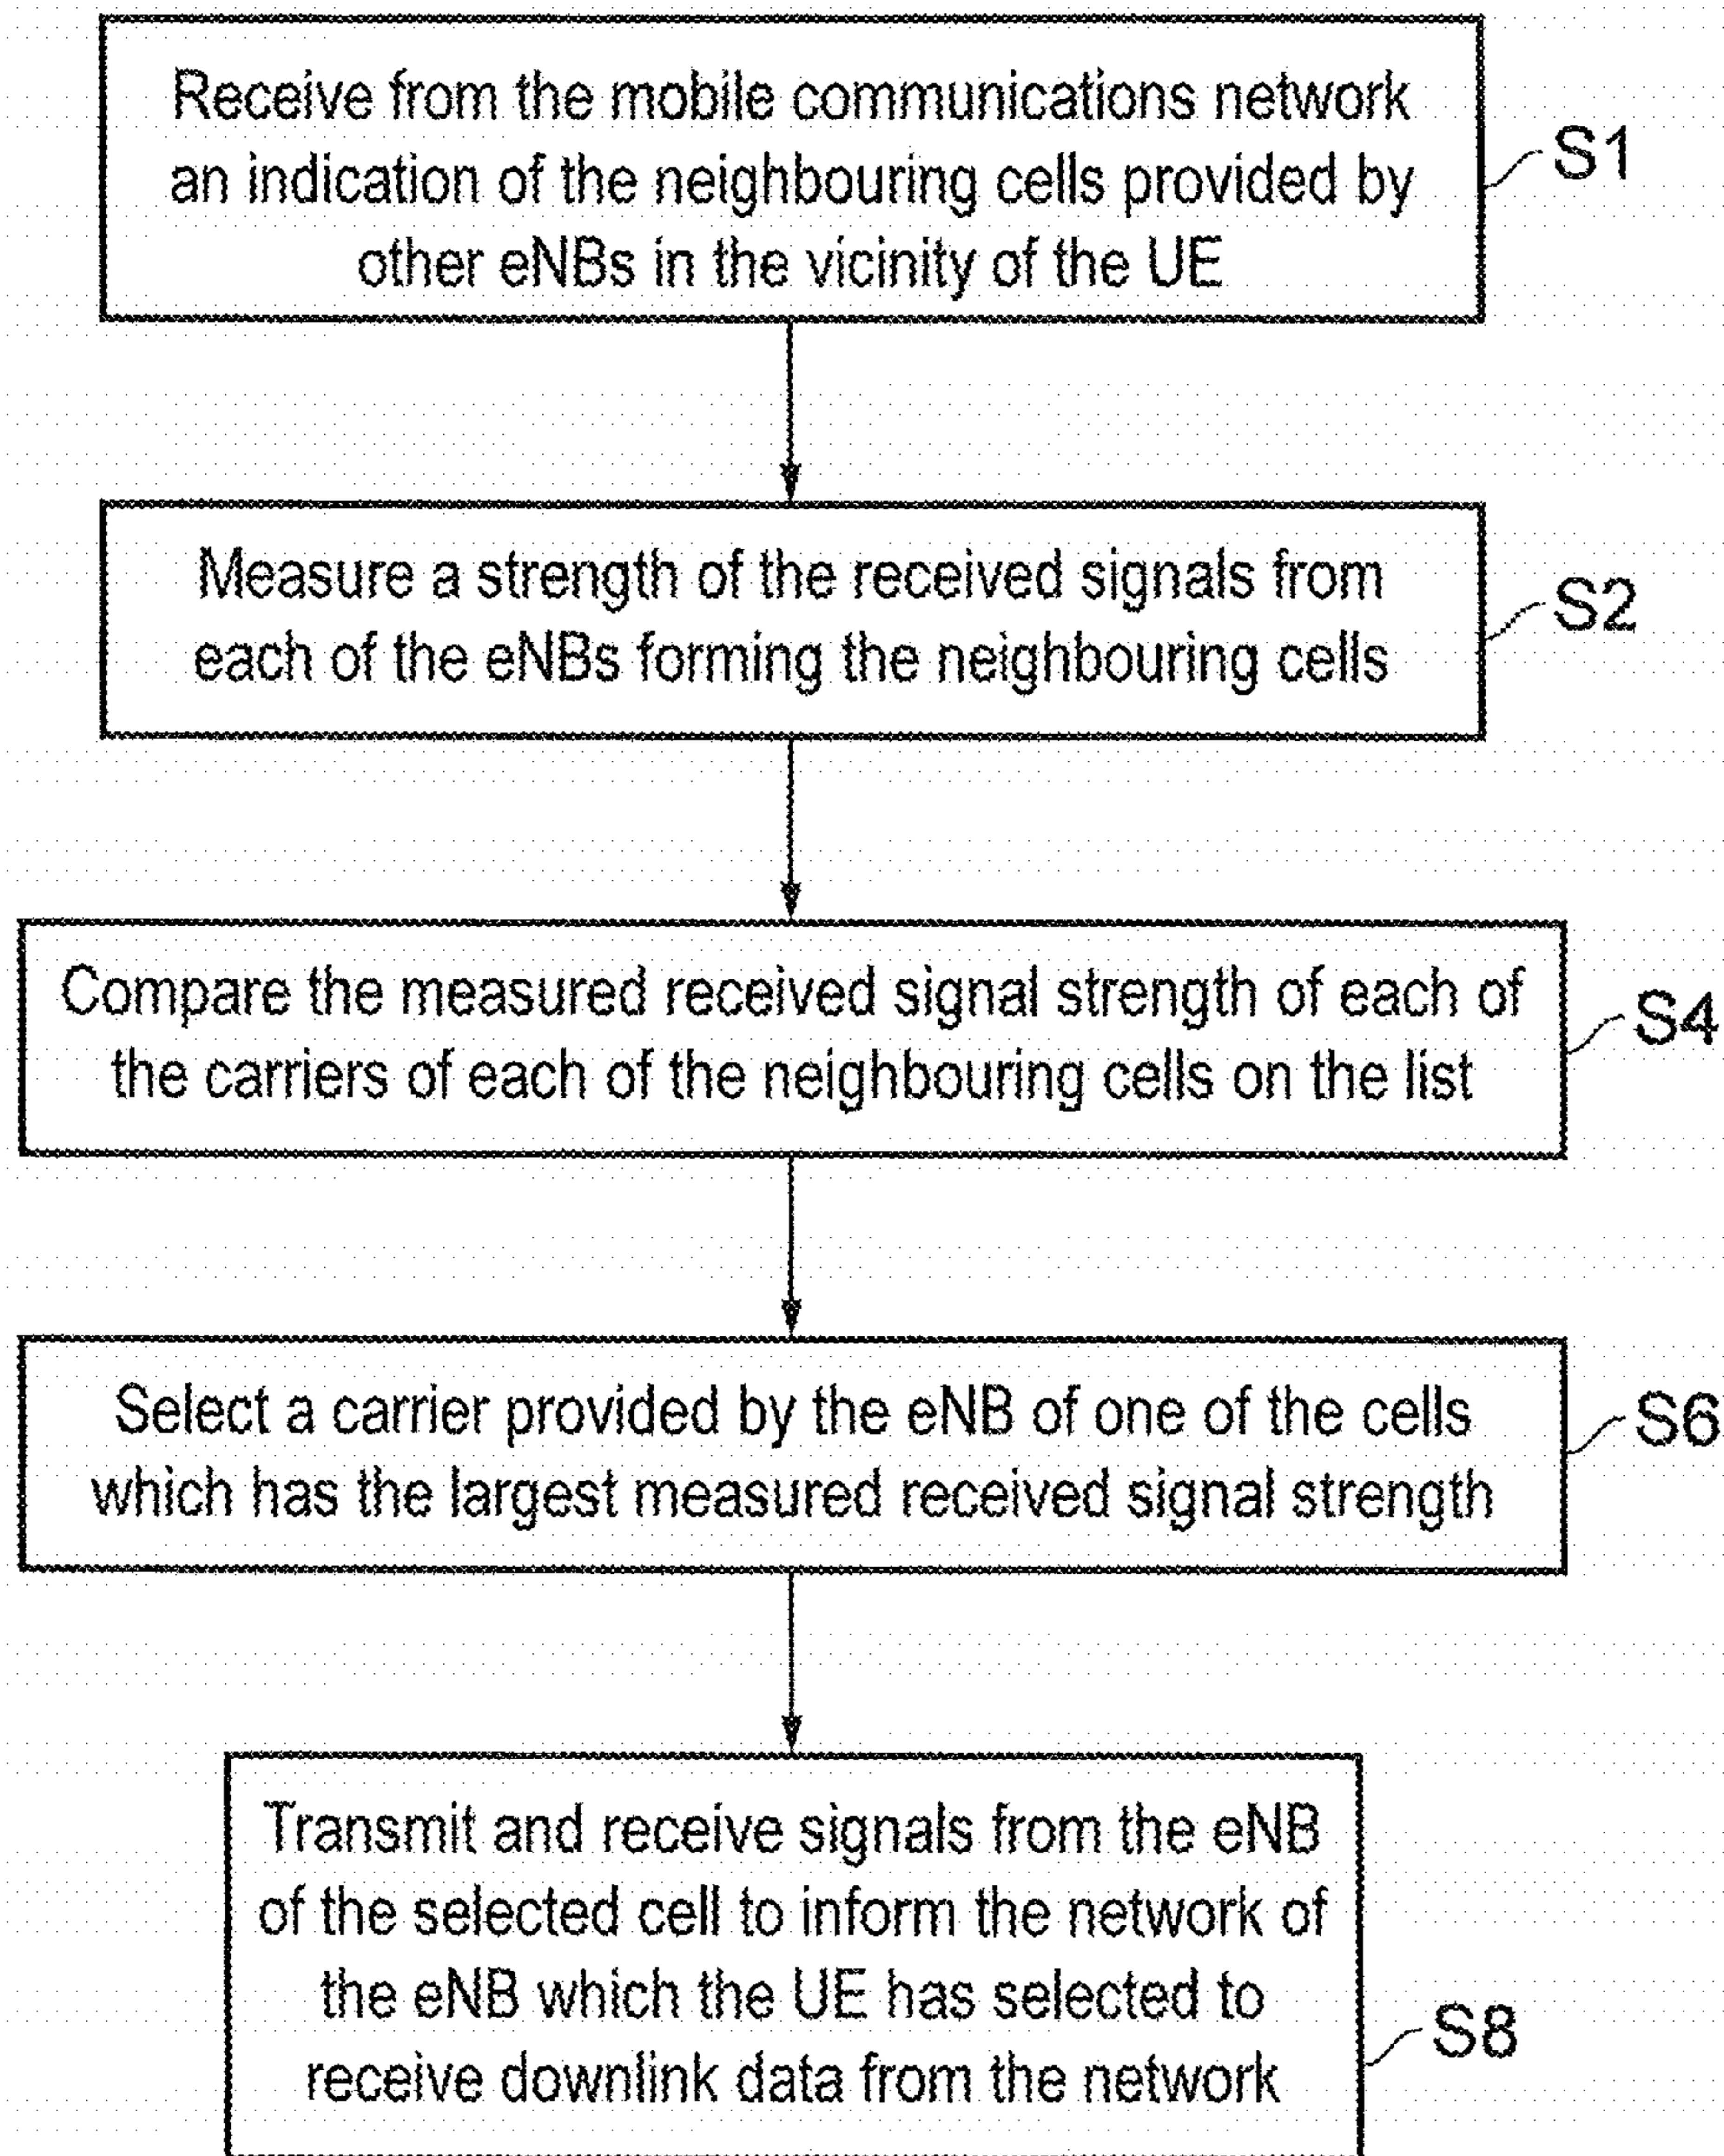 Receive from the mobile communications network
an indication of the neighbouring cells provided by
other eNBs in the vicinity of the UE
S1
Measure a strength of the received signals from
each of the eNBs forming the neighbouring cells
S2
Compare the measured received signal strength of each of
the carriers of each of the neighbouring cells on the list
S4
Select a carrier provided by the eNB of one of the cells
which has the largest measured received signal strength
S6
Transmit and receive signals from the eNB
of the selected cell to inform the network of
the eNB which the UE has selected to
receive downlink data from the network
S8